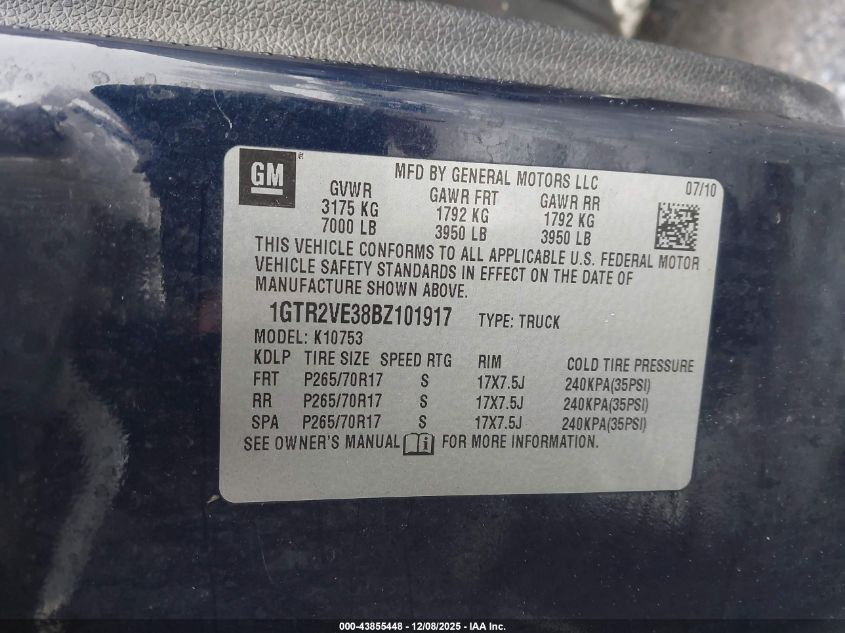 GM®
MFD BY GENERAL MOTORS LLC 07/10
GVWR GAWR FRT GAWR RR
3175 KG 1792 KG 1792 KG
7000 LB 3950 LB 3950 LB
THIS VEHICLE CONFORMS TO ALL APPLICABLE U.S. FEDERAL MOTOR
VEHICLE SAFETY STANDARDS IN EFFECT ON THE DATE OF
MANUFACTURE SHOWN ABOVE.
1GTR2VE38BZ101917 TYPE: TRUCK
MODEL: K10753
KDLP TIRE SIZE SPEED RTG RIM COLD TIRE PRESSURE
FRT P265/70R17 S 17X7.5J 240KPA(35PSI)
RR P265/70R17 S 17X7.5J 240KPA(35PSI)
SPA P265/70R17 S 17X7.5J 240KPA(35PSI)
SEE OWNER'S MANUAL FOR MORE INFORMATION.
000-43855448 - 12/08/2025 - IAA Inc.